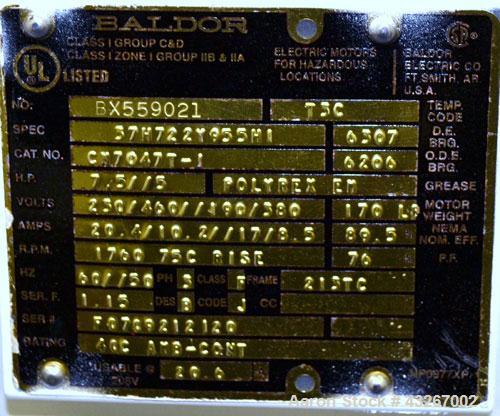 BALDOR
CLASS I GROUP C&D
CLASS I ZONE I GROUP IIB & IIA
UL
LISTED
ELECTRIC MOTORS
FOR HAZARDOUS
LOCATIONS
BALDOR
ELECTRIC CO
FT. SMITH, AR
U.S.A.
NO. BX559021 T3C TEMP. CODE
SPEC 37H722Y955H1 6307 D.E. BRG.
CAT NO. CM7047T-I 6206 O.D.E. BRG.
H.P. 7.5//5 POLYREX EM GREASE
VOLTS 230/460//190/380 170 LB MOTOR WEIGHT
AMPS 20.4/10.2//17/8.5 89.5 NEMA NOM. EFF.
R.P.M. 1760 75C RISE 76 P.F.
HZ 60//50 PH 3 CLASS F FRAME 213TC
SER. F. 1.15 DES B CODE J CC
SER # F0709212120
RATING 40C AMB-CONT
USABLE @ 208V 20.6
Aaron Stock # 43267002